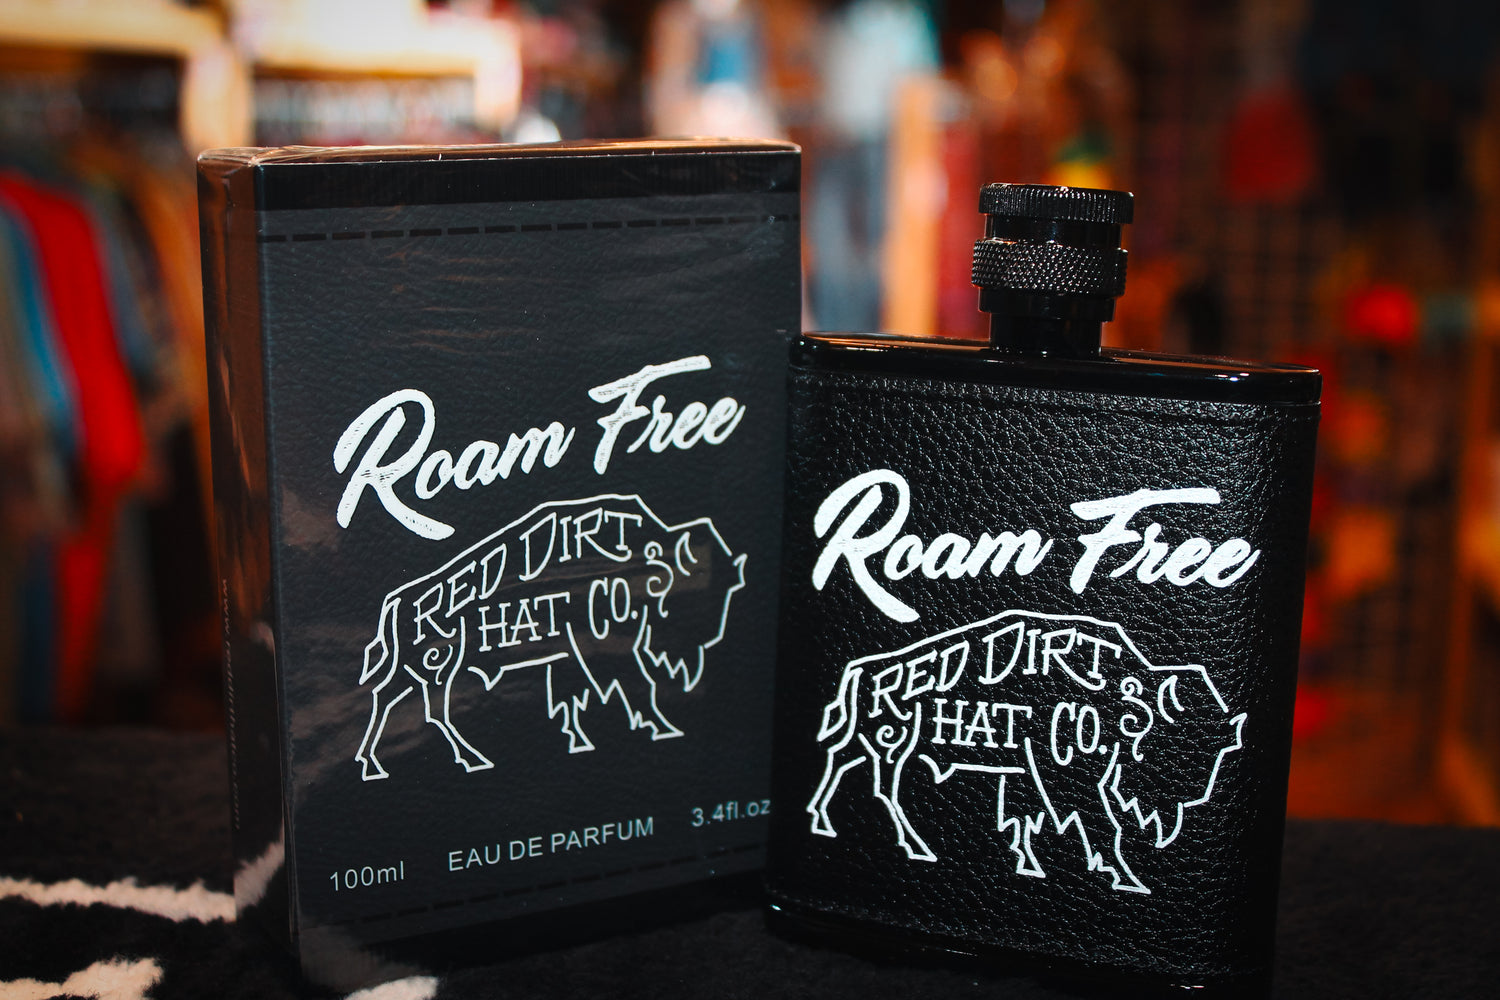 Roam Free
RED DIRT
HAT CO.
100ml EAU DE PARFUM 3.4fl.oz
Roam Free
RED DIRT
HAT CO.